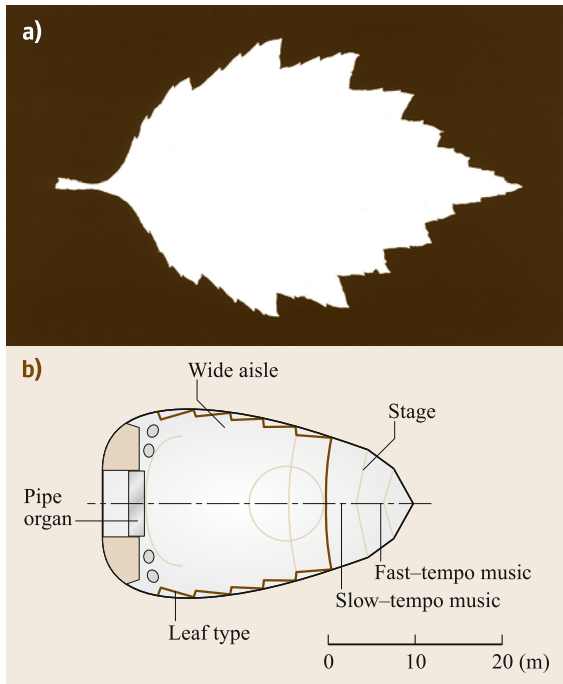 a)
b)
Wide aisle
Stage
Pipe
organ
Fast–tempo music
Slow–tempo music
Leaf type
0 10 20 (m)